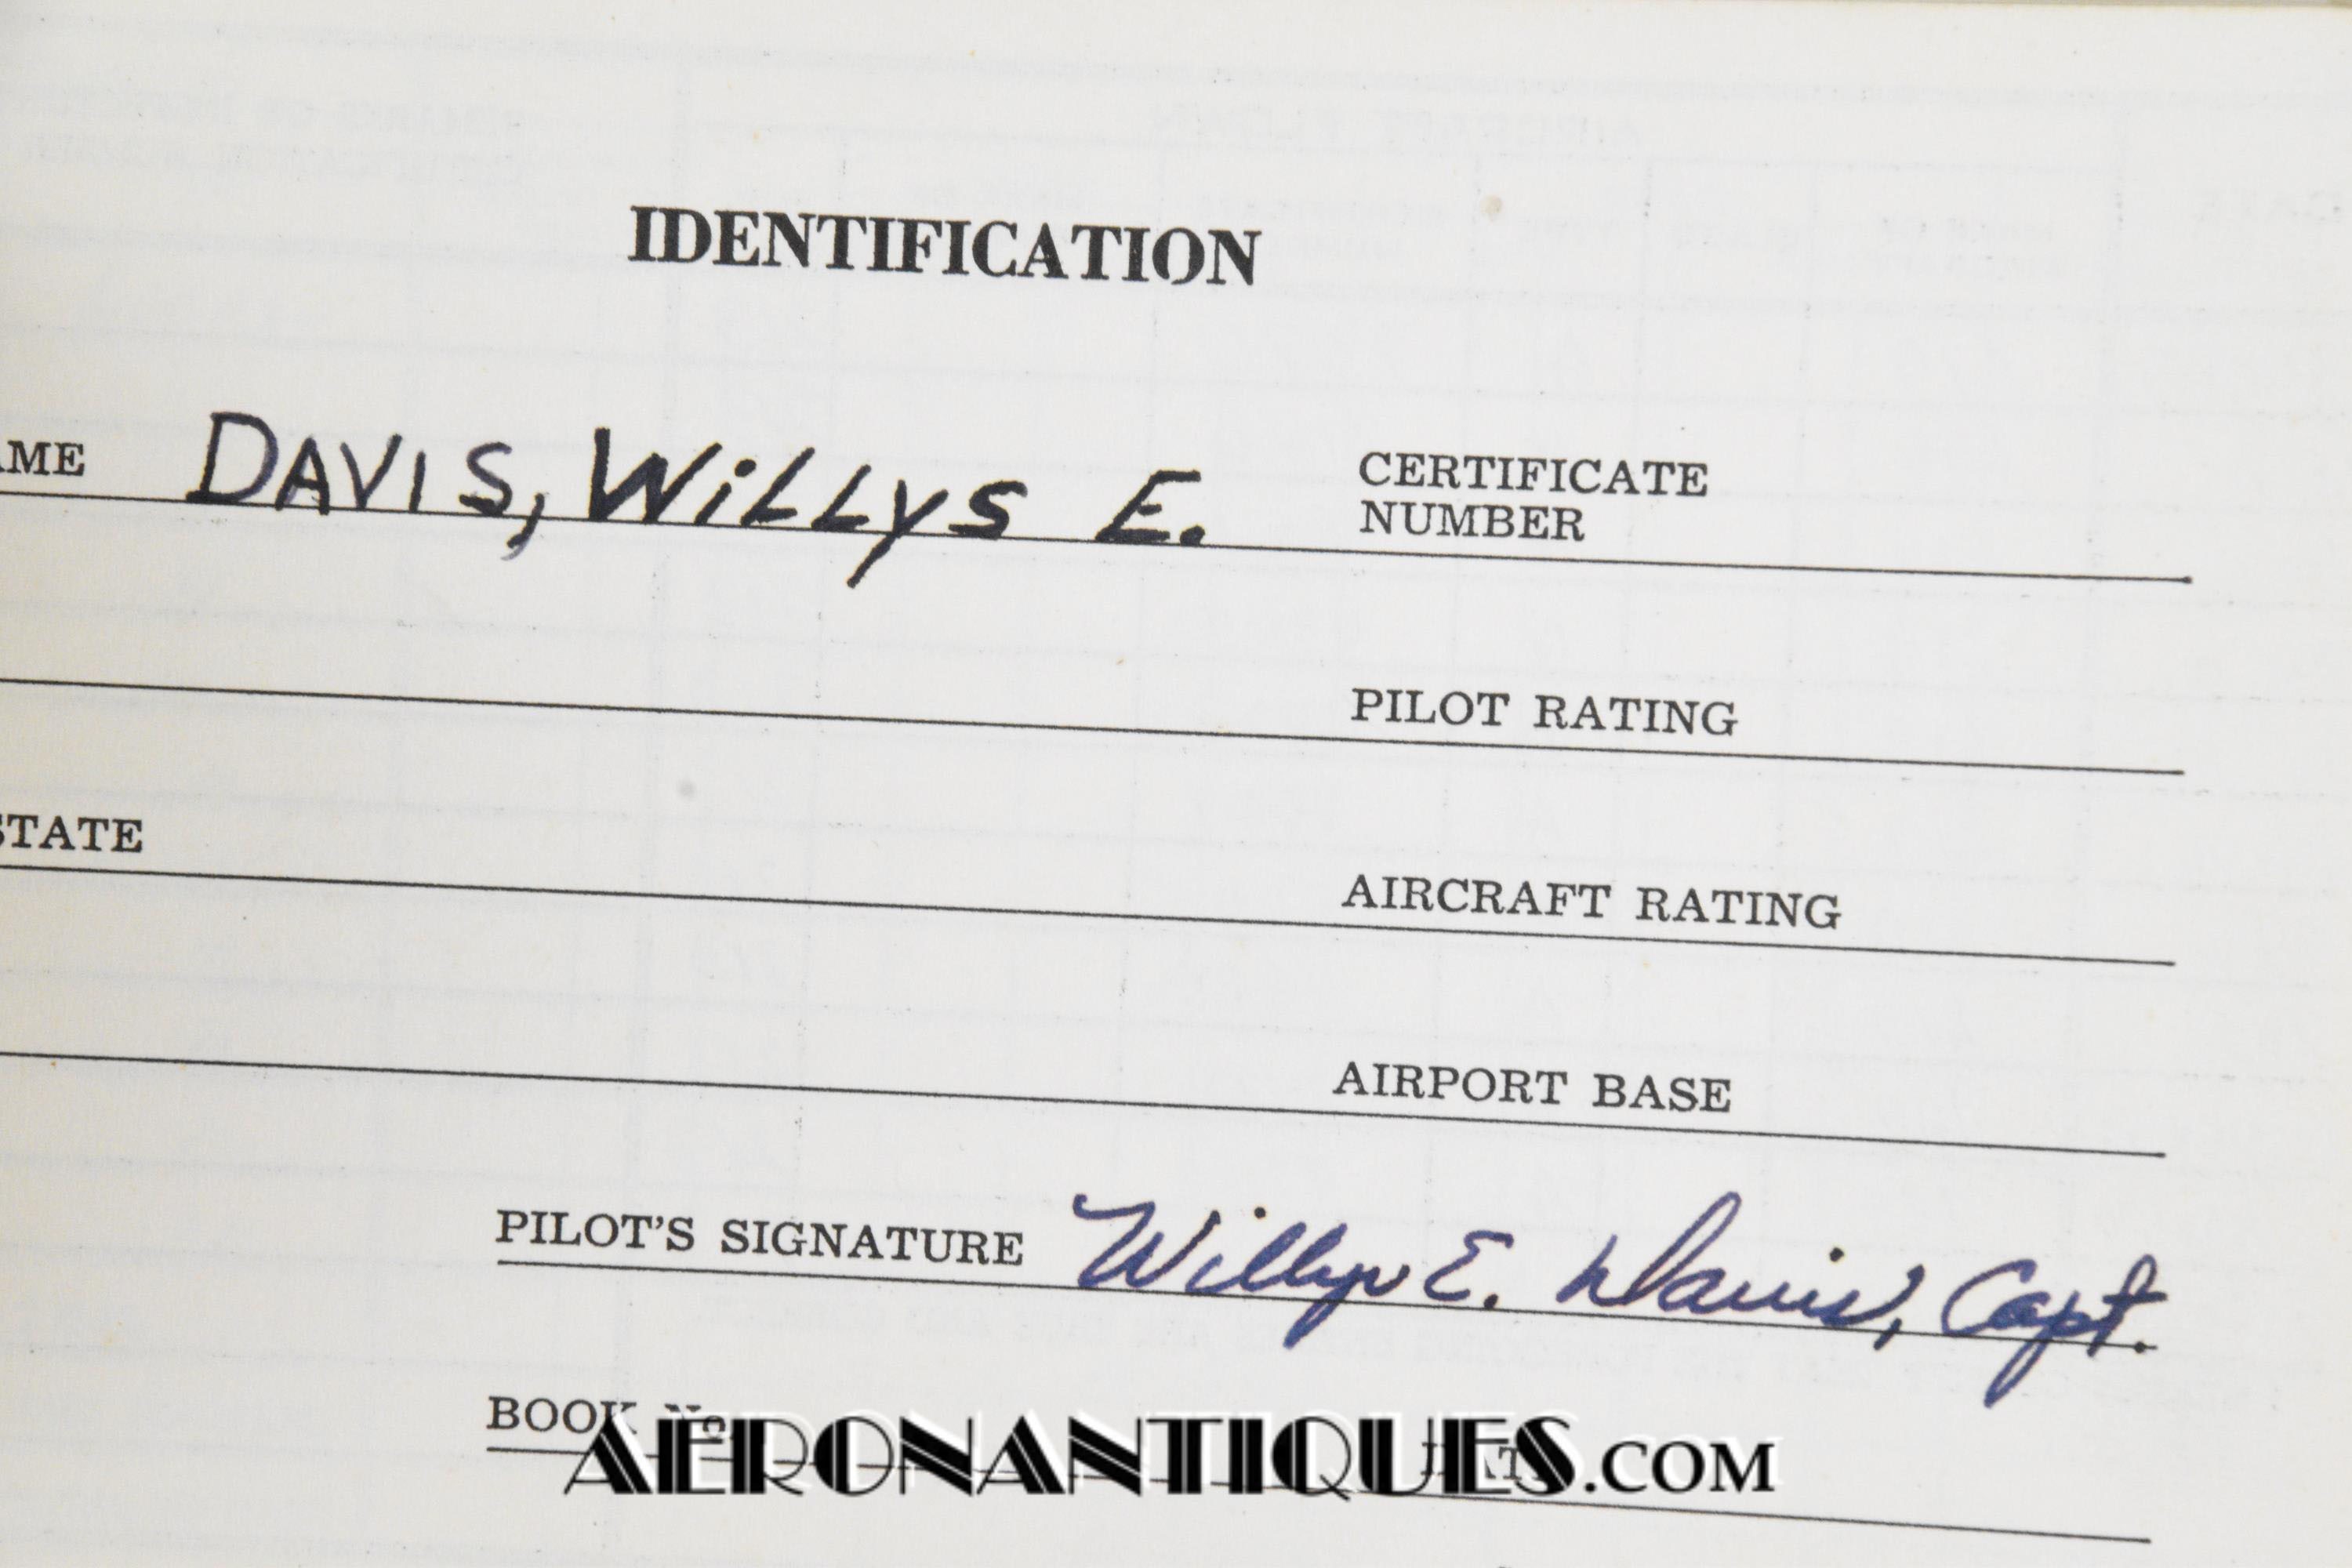 IDENTIFICATION
AME DAVIS, WiLLYS E. CERTIFICATE NUMBER
PILOT RATING
STATE
AIRCRAFT RATING
AIRPORT BASE
PILOT'S SIGNATURE Willys E. Davis, Capt.
BOOK No.
AERONANTIQUES.COM